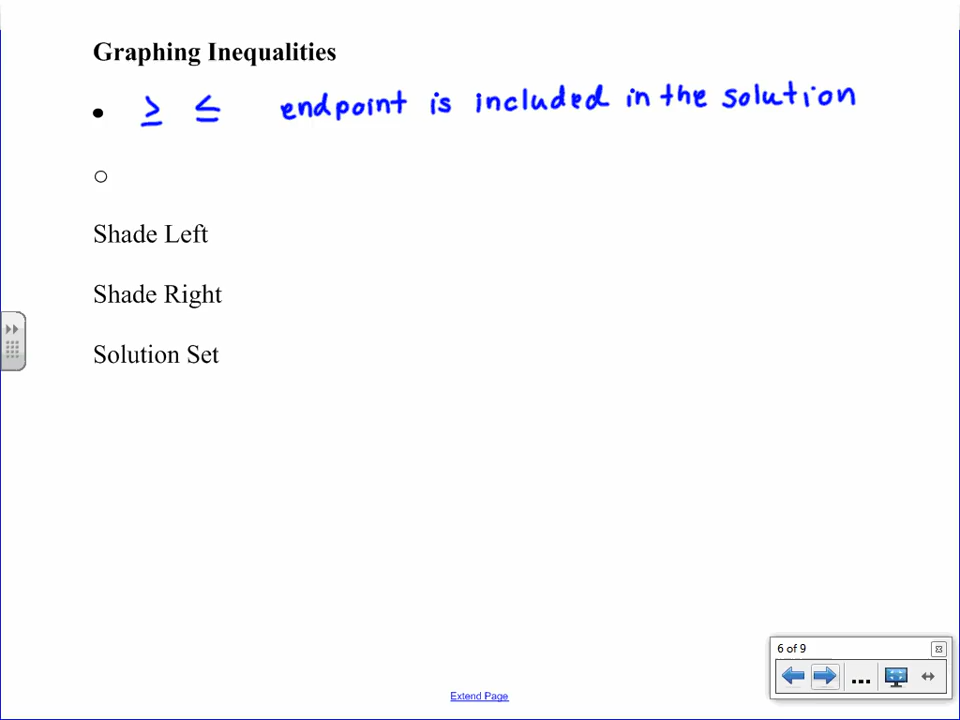 Graphing Inequalities
• ≥ ≤ endpoint is included in the solution
○
Shade Left
Shade Right
Solution Set
6 of 9
...
Extend Page